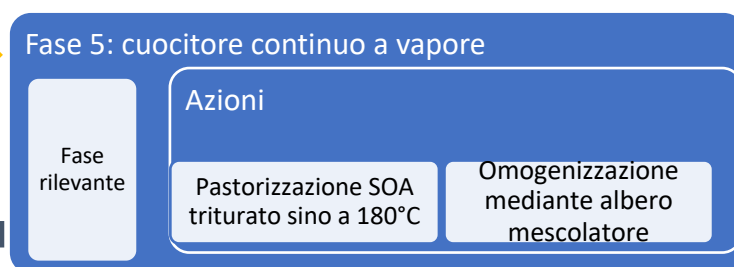 Fase 5: cuocitore continuo a vapore
Azioni
Fase
rilevante
Pastorizzazione SOA
triturato sino a 180°C
Omogenizzazione
mediante albero
mescolatore